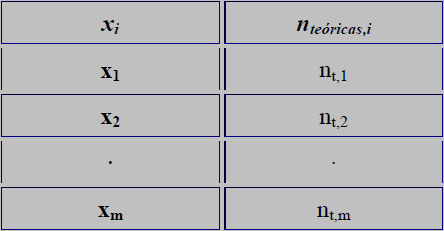 xi nteóricas,i
x1 nt,1
x2 nt,2
. .
xm nt,m